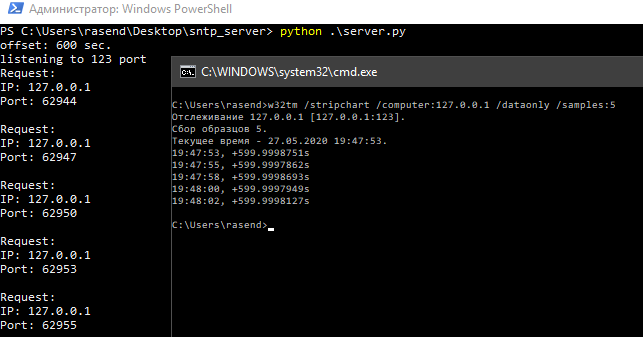 Администратор: Windows PowerShell
PS C:\Users\rasend\Desktop\sntp_server> python .\server.py
offset: 600 sec.
listening to 123 port
Request:
IP: 127.0.0.1
Port: 62944
Request:
IP: 127.0.0.1
Port: 62947
Request:
IP: 127.0.0.1
Port: 62950
Request:
IP: 127.0.0.1
Port: 62953
Request:
IP: 127.0.0.1
Port: 62955
C:\WINDOWS\system32\cmd.exe
C:\Users\rasend>w32tm /stripchart /computer:127.0.0.1 /dataonly /samples:5
Отслеживание 127.0.0.1 [127.0.0.1:123].
Сбор образцов 5.
Текущее время - 27.05.2020 19:47:53.
19:47:53, +599.9998751s
19:47:55, +599.9997862s
19:47:58, +599.9998693s
19:48:00, +599.9997949s
19:48:02, +599.9998127s
C:\Users\rasend>